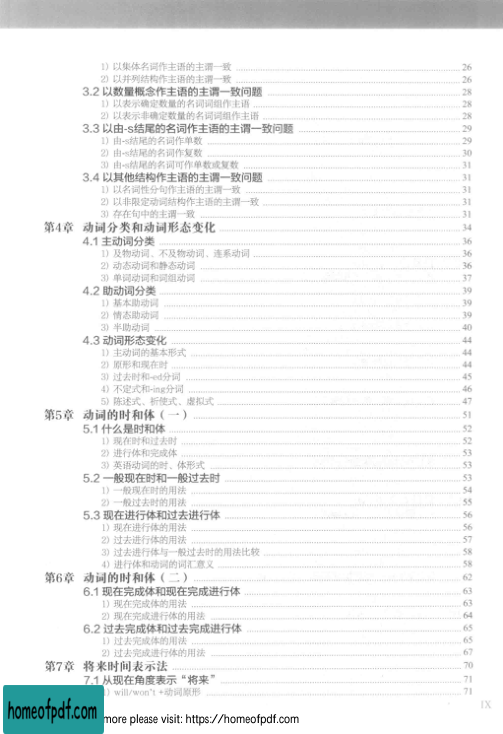 1) 以集体名词作主语的主谓一致 26
2) 以并列结构作主语的主谓一致 26
3.2 以数量概念作主语的主谓一致问题 28
1) 以表示确定数量的名词词组作主语 28
2) 以表示非确定数量的名词词组作主语 28
3.3 以由-s结尾的名词作主语的主谓一致问题 29
1) 由-s结尾的名词作单数 29
2) 由-s结尾的名词作复数 30
3) 由-s结尾的名词可作单数或复数 31
3.4 以其他结构作主语的主谓一致问题 31
1) 以名词性分句作主语的主谓一致 31
2) 以非限定动词结构作主语的主谓一致 31
3) 存在句中的主谓一致 31
第4章 动词分类和动词形态变化 34
4.1 主动词分类 36
1) 及物动词、不及物动词、连系动词 36
2) 动态动词和静态动词 36
3) 单词动词和词组动词 37
4.2 助动词分类 39
1) 基本助动词 39
2) 情态助动词 39
3) 半助动词 40
4.3 动词形态变化 44
1) 主动词的基本形式 44
2) 原形和现在时 44
3) 过去时和-ed分词 45
4) 不定式和-ing分词 46
5) 陈述式、祈使式、虚拟式 47
第5章 动词的时和体（一） 51
5.1 什么是时和体 52
1) 现在时和过去时 52
2) 进行体和完成体 53
3) 英语动词的时、体形式 53
5.2 一般现在时和一般过去时 53
1) 一般现在时的用法 54
2) 一般过去时的用法 55
5.3 现在进行体和过去进行体 56
1) 现在进行体的用法 56
2) 过去进行体的用法 57
3) 过去进行体与一般过去时的用法比较 58
4) 进行体和动词的词汇意义 58
第6章 动词的时和体（二） 62
6.1 现在完成体和现在完成进行体 63
1) 现在完成体的用法 63
2) 现在完成进行体的用法 64
6.2 过去完成体和过去完成进行体 65
1) 过去完成体的用法 65
2) 过去完成进行体的用法 67
第7章 将来时间表示法 70
7.1 从现在角度表示“将来” 71
1) will/won't +动词原形 71
IX
homeofpdf.com
more please visit: https://homeofpdf.com